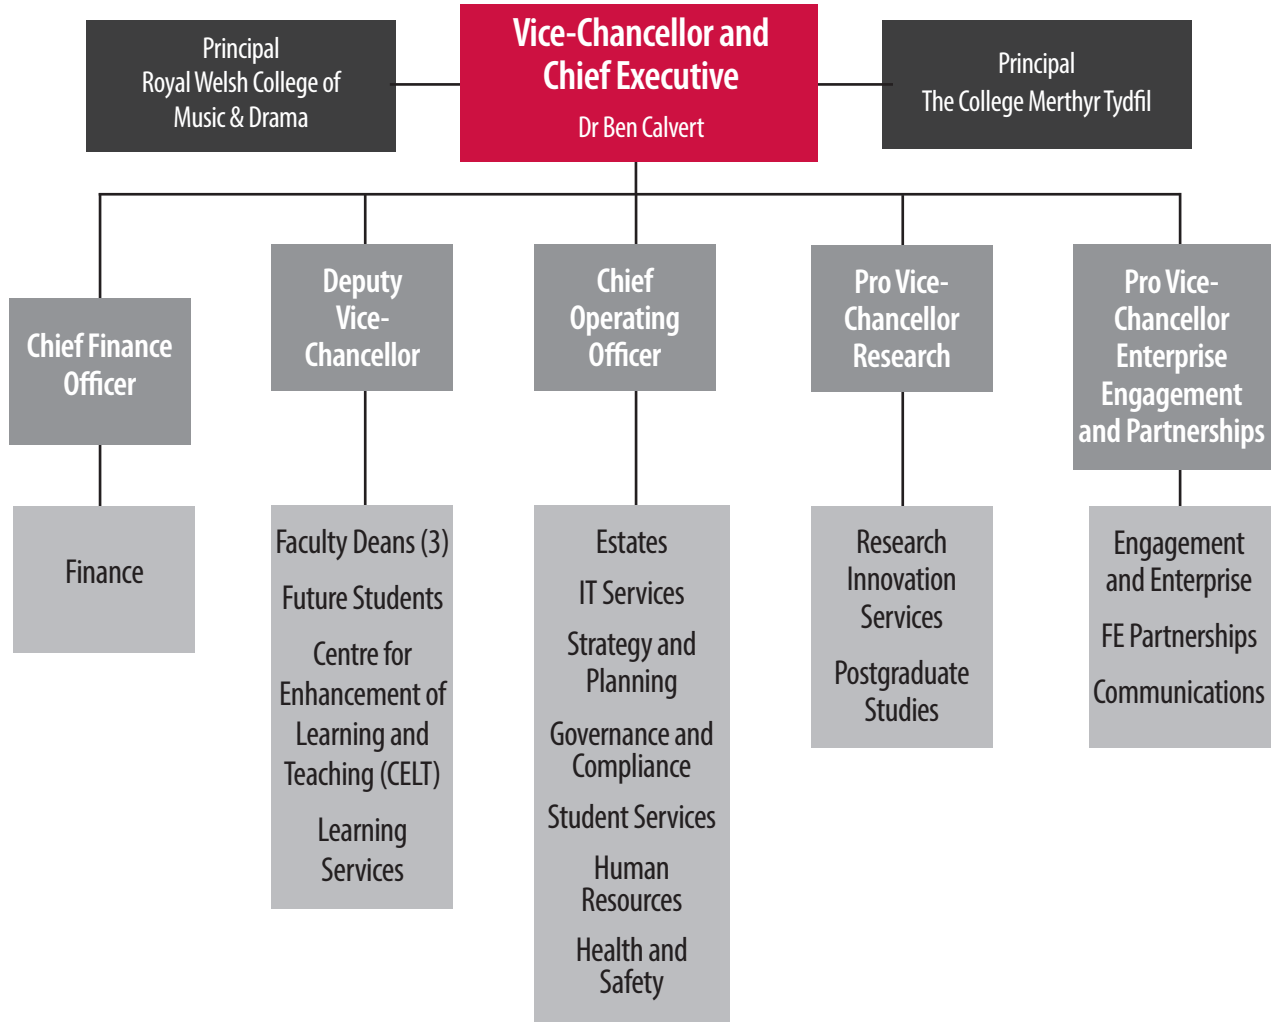 Principal
Royal Welsh College of
Music & Drama
Vice-Chancellor and
Chief Executive
Dr Ben Calvert
Principal
The College Merthyr Tydfil
Chief Finance
Officer
Deputy
Vice-
Chancellor
Chief
Operating
Officer
Pro Vice-
Chancellor
Research
Pro Vice-
Chancellor
Enterprise
Engagement
and Partnerships
Finance
Faculty Deans (3)
Future Students
Centre for
Enhancement of
Learning and
Teaching (CELT)
Learning
Services
Estates
IT Services
Strategy and
Planning
Governance and
Compliance
Student Services
Human
Resources
Health and
Safety
Research
Innovation
Services
Postgraduate
Studies
Engagement
and Enterprise
FE Partnerships
Communications